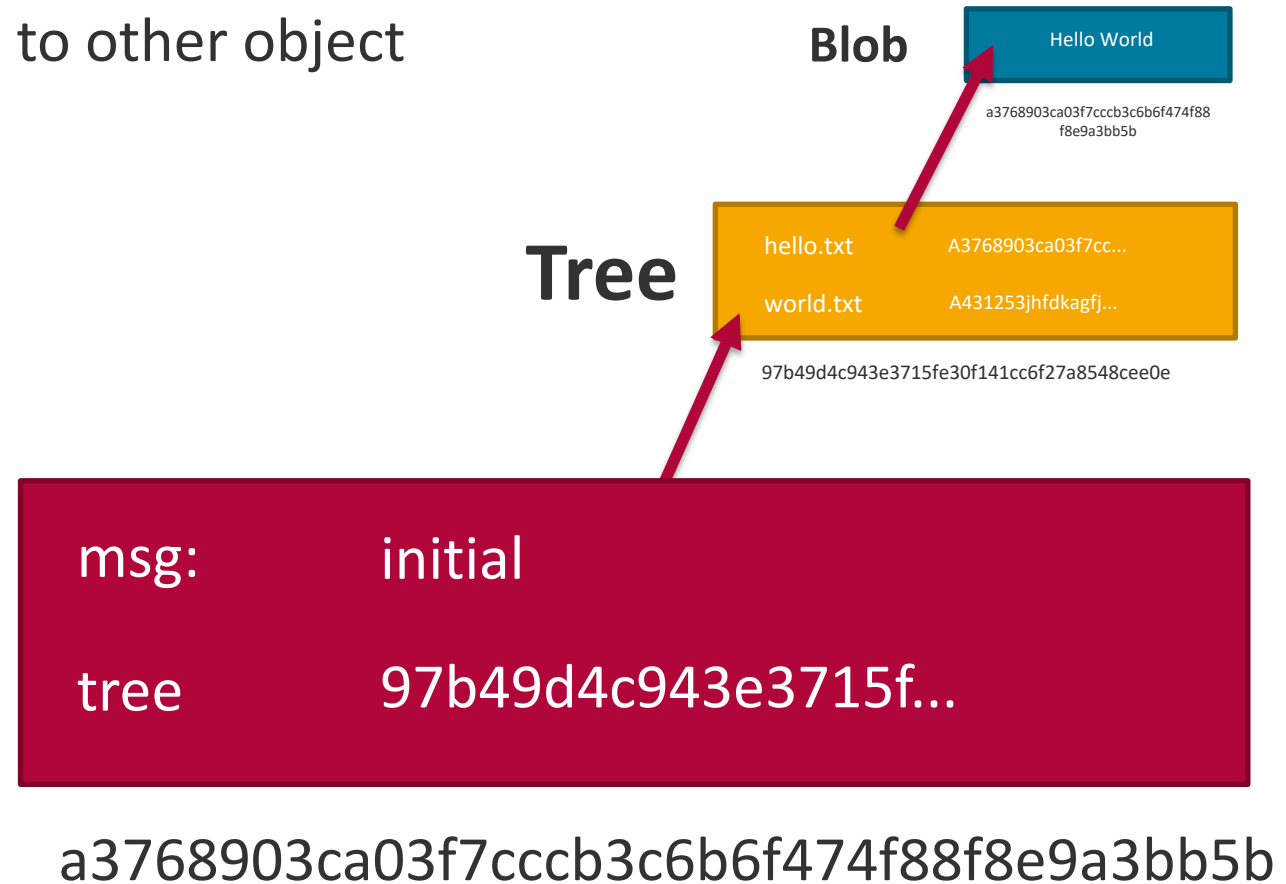 to other object
Blob
Hello World
a3768903ca03f7cccb3c6b6f474f88
f8e9a3bb5b
Tree
hello.txt A3768903ca03f7cc...
world.txt A431253jhfdkagfj...
97b49d4c943e3715fe30f141cc6f27a8548cee0e
msg: initial
tree 97b49d4c943e3715f...
a3768903ca03f7cccb3c6b6f474f88f8e9a3bb5b